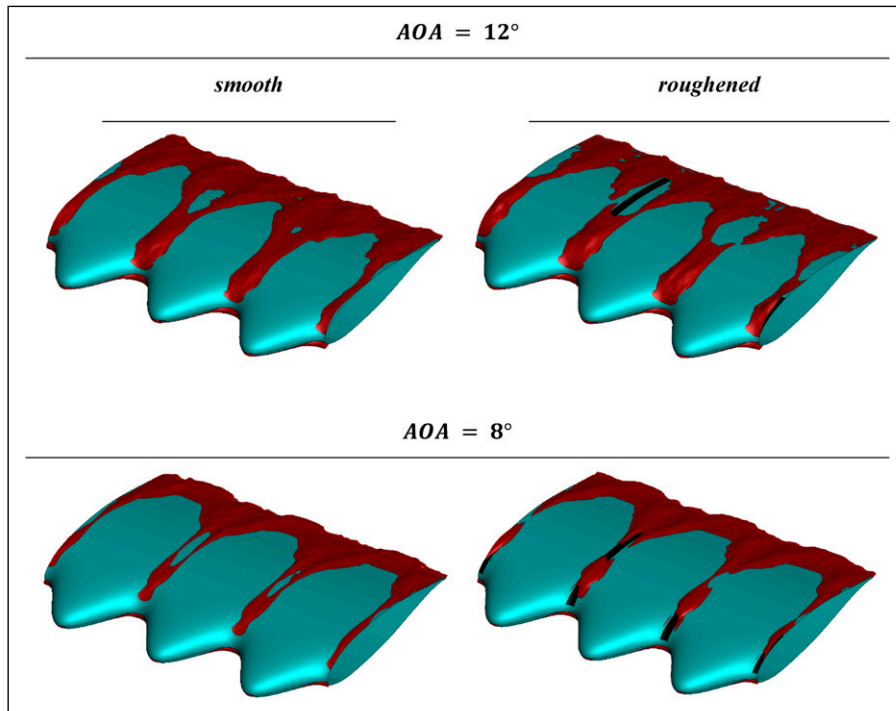 AOA = 12°
smooth
roughened
AOA = 8°